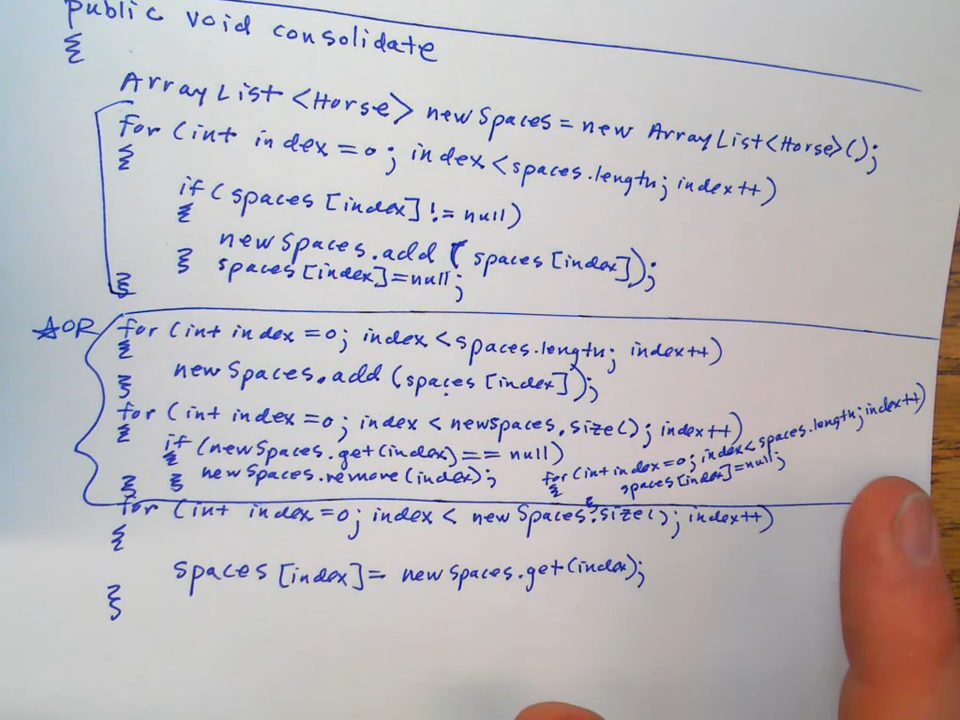 public void consolidate
{
ArrayList <Horse> newSpaces = new ArrayList<Horse>();
for (int index = 0; index < spaces.length; index++)
{
if (spaces [index] != null)
{
newSpaces.add ( spaces [index]);
} spaces [index] = null;
}
☆OR for (int index = 0; index < spaces.length; index++)
{
newSpaces.add (spaces [index]);
}
for (int index = 0; index < newspaces.size(); index++)
{ if (newSpaces.get(index) == null)
{
} } newSpaces.remove (index);
for (int index = 0; index < spaces.length; index++)
{ spaces [index] = null;
}
for (int index = 0; index < newSpaces.size(); index++)
{
spaces [index] = newSpaces.get(index);
}